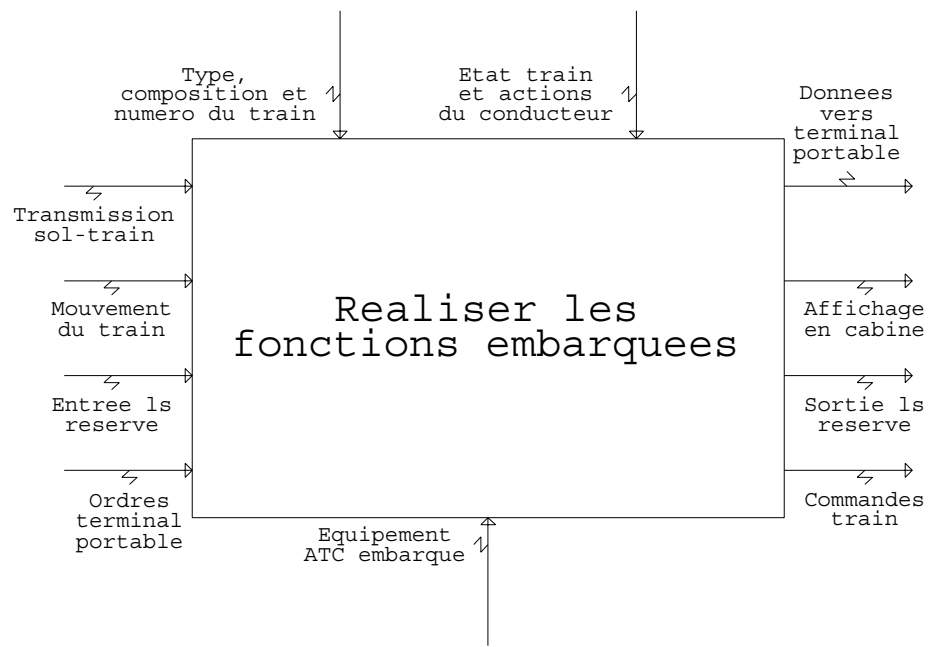 Type,
composition et
numero du train
Etat train
et actions
du conducteur
Donnees
vers
terminal
portable
Transmission
sol-train
Mouvement
du train
Entree ls
reserve
Ordres
terminal
portable
Realiser les
fonctions embarquees
Affichage
en cabine
Sortie ls
reserve
Commandes
train
Equipement
ATC embarque